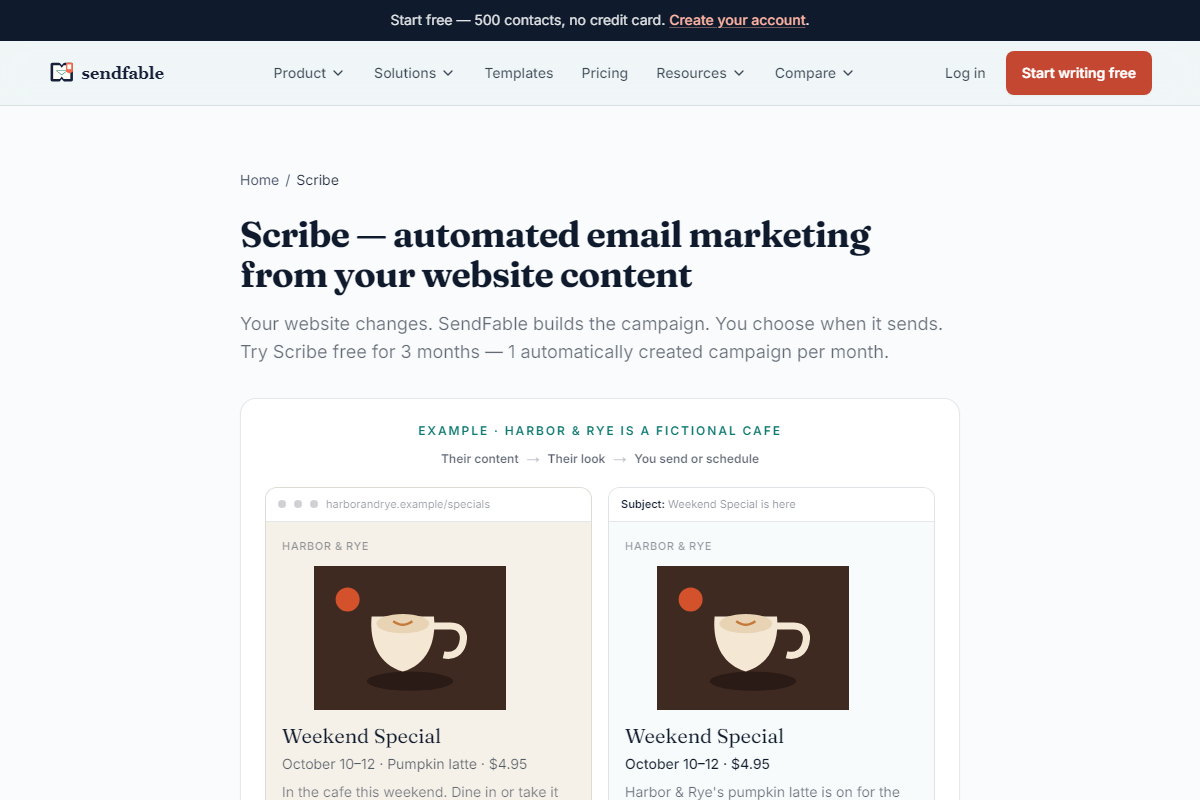 Start free — 500 contacts, no credit card. Create your account.
sendfable
Product
Solutions
Templates
Pricing
Resources
Compare
Log in
Start writing free
Home / Scribe
Scribe — automated email marketing
from your website content
Your website changes. SendFable builds the campaign. You choose when it sends.
Try Scribe free for 3 months — 1 automatically created campaign per month.
EXAMPLE · HARBOR & RYE IS A FICTIONAL CAFE
Their content → Their look → You send or schedule
harborandrye.example/specials
HARBOR & RYE
Weekend Special
October 10–12 · Pumpkin latte · $4.95
In the cafe this weekend. Dine in or take it
Subject: Weekend Special is here
HARBOR & RYE
Weekend Special
October 10–12 · $4.95
Harbor & Rye's pumpkin latte is on for the